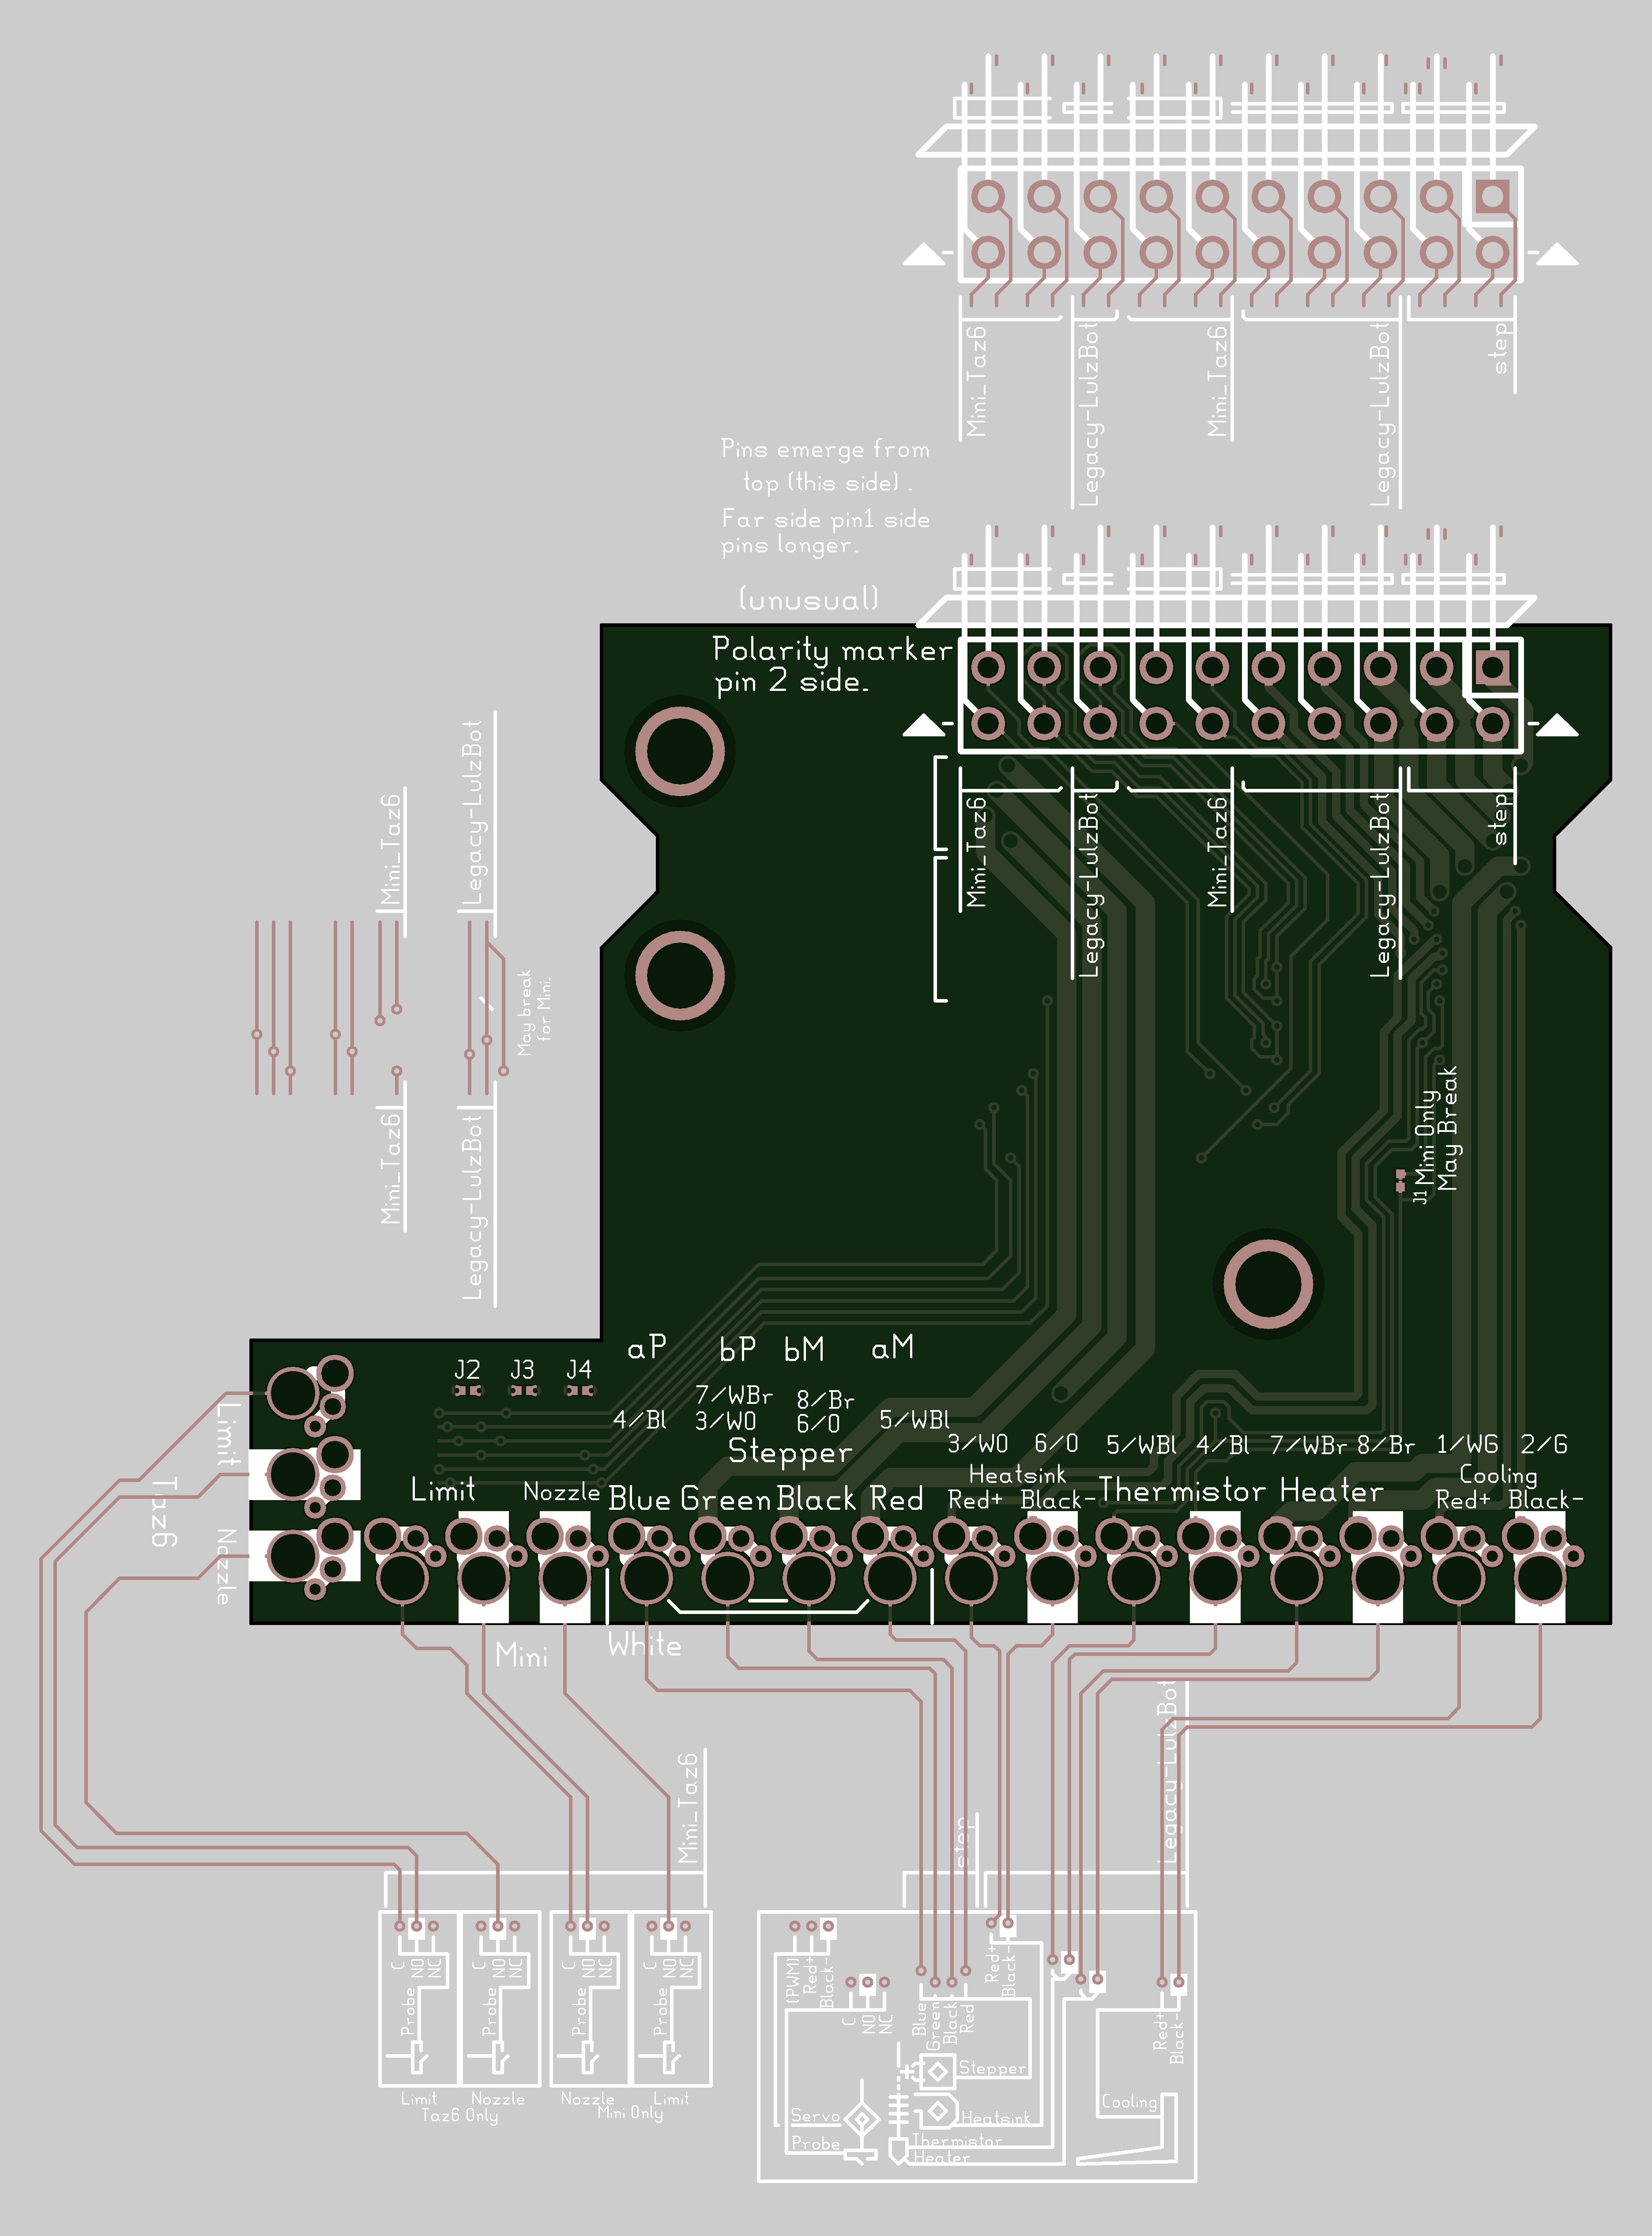 Mini_Taz6
Legacy-LulzBot
Mini_Taz6
Legacy-LulzBot
step
Pins emerge from
top (this side) .
Far side pin1 side
pins longer.
(unusual)
Polarity marker
pin 2 side.
Mini_Taz6
Legacy-LulzBot
Mini_Taz6
Legacy-LulzBot
step
Mini_Taz6
Legacy-LulzBot
May break
for Mini.
Mini_Taz6
Legacy-LulzBot
J1
Mini Only
May Break
aP bP bM aM
J2 J3 J4
7/WBr 8/Br
4/Bl 3/WO 6/O 5/WBl
Stepper
3/WO 6/O 5/WBl 4/Bl 7/WBr 8/Br 1/WG 2/G
Heatsink Cooling
Limit Nozzle Blue Green Black Red Red+ Black- Thermistor Heater Red+ Black-
Limit
Taz6
Nozzle
Mini
White
Mini_Taz6
step
Legacy-LulzBot
C NO NC
Probe
Limit
C NO NC
Probe
Nozzle
Taz6 Only
C NO NC
Probe
Nozzle
C NO NC
Probe
Limit
Mini Only
(PWM)
Red+
Black-
C NO NC
Blue
Green
Black
Red
Red+
Black-
Red+
Black-
Stepper
Servo
Heatsink
Probe
Thermistor
Heater
Cooling